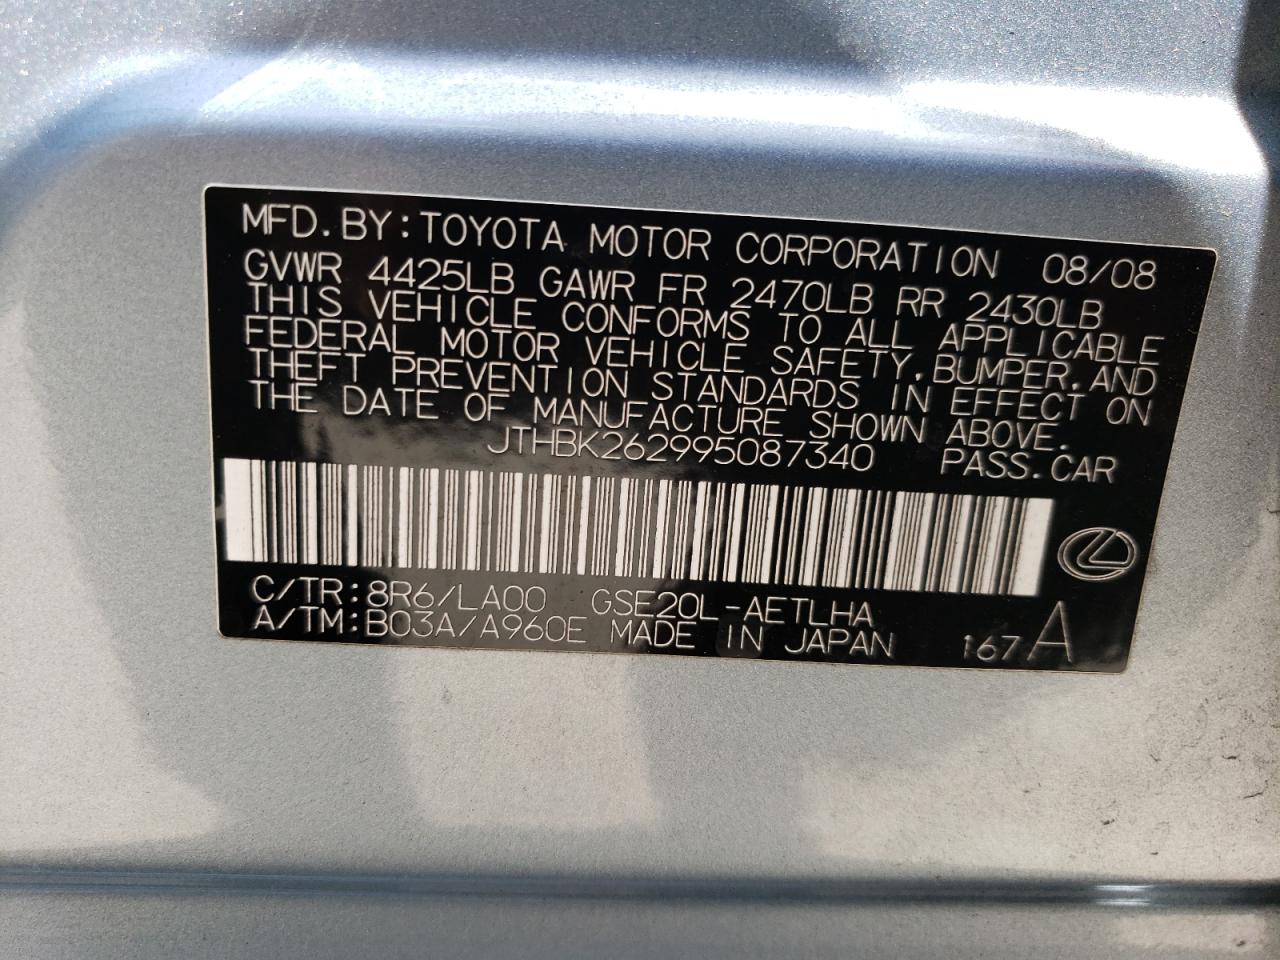 MFD. BY: TOYOTA MOTOR CORPORATION 08/08
GVWR 4425LB GAWR FR 2470LB RR 2430LB
THIS VEHICLE CONFORMS TO ALL APPLICABLE
FEDERAL MOTOR VEHICLE SAFETY, BUMPER, AND
THEFT PREVENTION STANDARDS IN EFFECT ON
THE DATE OF MANUFACTURE SHOWN ABOVE.
JTHBK262995087340 PASS. CAR
C/TR: 8R6/LA00 GSE20L-AETLHA
A/TM: B03A/A960E MADE IN JAPAN 167 A